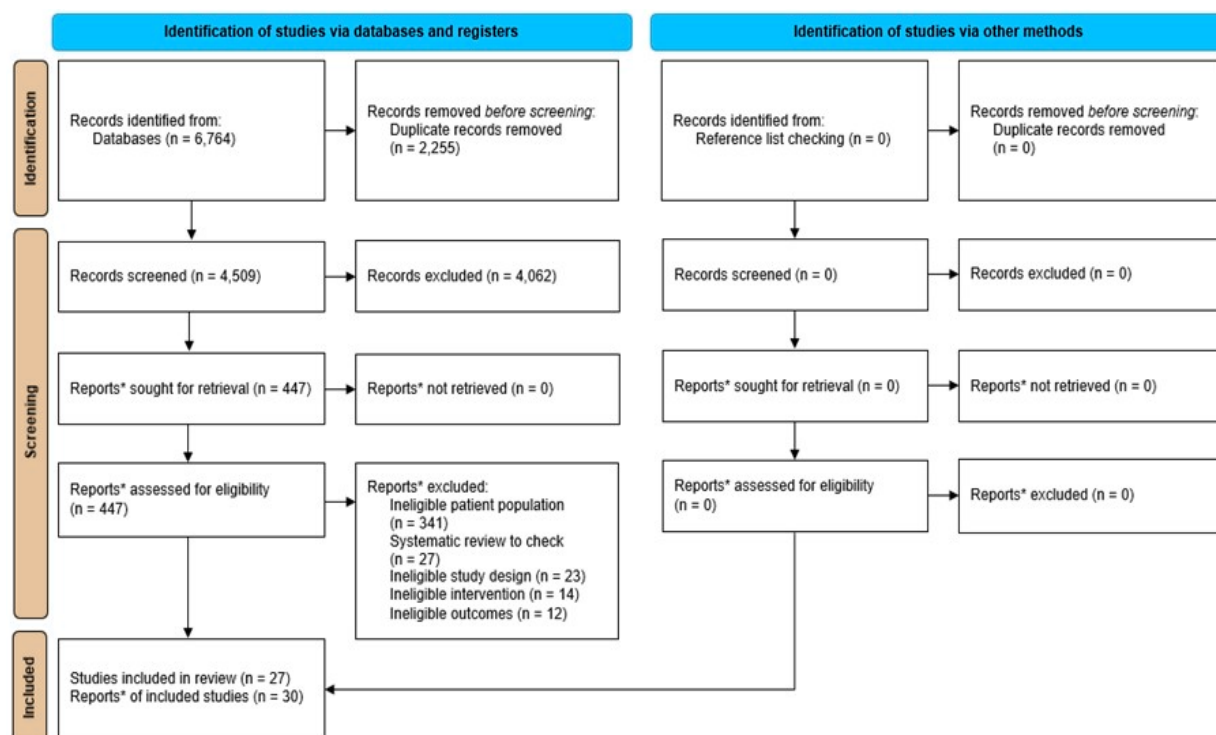 Identification of studies via databases and registers
Identification of studies via other methods
Identification
Records identified from:
Databases (n = 6,764)
Records removed before screening:
Duplicate records removed
(n = 2,255)
Records identified from:
Reference list checking (n = 0)
Records removed before screening:
Duplicate records removed
(n = 0)
Screening
Records screened (n = 4,509)
Records excluded (n = 4,062)
Records screened (n = 0)
Records excluded (n = 0)
Reports* sought for retrieval (n = 447)
Reports* not retrieved (n = 0)
Reports* sought for retrieval (n = 0)
Reports* not retrieved (n = 0)
Reports* assessed for eligibility
(n = 447)
Reports* excluded:
Ineligible patient population
(n = 341)
Systematic review to check
(n = 27)
Ineligible study design (n = 23)
Ineligible intervention (n = 14)
Ineligible outcomes (n = 12)
Reports* assessed for eligibility
(n = 0)
Reports* excluded (n = 0)
Included
Studies included in review (n = 27)
Reports* of included studies (n = 30)